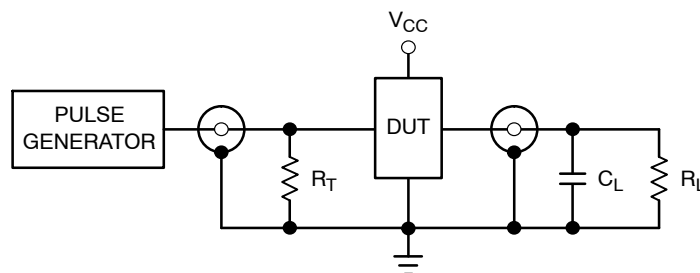 V_CC
PULSE
GENERATOR
DUT
R_T
C_L
R_L